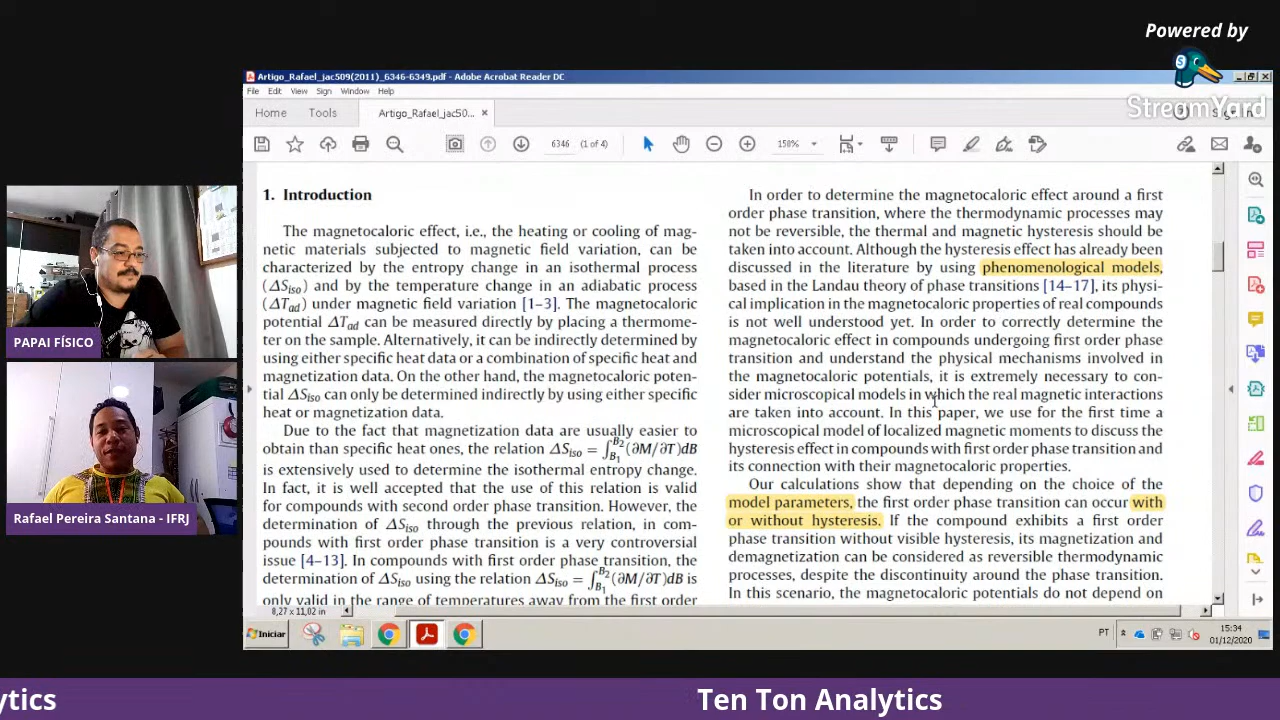 Powered by
StreamYard
Artigo_Rafael_jac509(2011)_6346-6349.pdf - Adobe Acrobat Reader DC
File Edit View Sign Window Help
Home Tools Artigo_Rafael_jac50... ×
6346 (1 of 4) 158%
1. Introduction
The magnetocaloric effect, i.e., the heating or cooling of mag-
netic materials subjected to magnetic field variation, can be
characterized by the entropy change in an isothermal process
(ΔSiso) and by the temperature change in an adiabatic process
(ΔTad) under magnetic field variation [1–3]. The magnetocaloric
potential ΔTad can be measured directly by placing a thermome-
ter on the sample. Alternatively, it can be indirectly determined by
using either specific heat data or a combination of specific heat and
magnetization data. On the other hand, the magnetocaloric poten-
tial ΔSiso can only be determined indirectly by using either specific
heat or magnetization data.
Due to the fact that magnetization data are usually easier to
obtain than specific heat ones, the relation ΔSiso = ∫B1B2(∂M/∂T)dB
is extensively used to determine the isothermal entropy change.
In fact, it is well accepted that the use of this relation is valid
for compounds with second order phase transition. However, the
determination of ΔSiso through the previous relation, in com-
pounds with first order phase transition is a very controversial
issue [4–13]. In compounds with first order phase transition, the
determination of ΔSiso using the relation ΔSiso = ∫B1B2(∂M/∂T)dB is
only valid in the range of temperatures away from the first order
In order to determine the magnetocaloric effect around a first
order phase transition, where the thermodynamic processes may
not be reversible, the thermal and magnetic hysteresis should be
taken into account. Although the hysteresis effect has already been
discussed in the literature by using phenomenological models,
based in the Landau theory of phase transitions [14–17], its physi-
cal implication in the magnetocaloric properties of real compounds
is not well understood yet. In order to correctly determine the
magnetocaloric effect in compounds undergoing first order phase
transition and understand the physical mechanisms involved in
the magnetocaloric potentials, it is extremely necessary to con-
sider microscopical models in which the real magnetic interactions
are taken into account. In this paper, we use for the first time a
microscopical model of localized magnetic moments to discuss the
hysteresis effect in compounds with first order phase transition and
its connection with their magnetocaloric properties.
Our calculations show that depending on the choice of the
model parameters, the first order phase transition can occur with
or without hysteresis. If the compound exhibits a first order
phase transition without visible hysteresis, its magnetization and
demagnetization can be considered as reversible thermodynamic
processes, despite the discontinuity around the phase transition.
In this scenario, the magnetocaloric potentials do not depend on
8,27 x 11,02 in
PAPAI FÍSICO
Rafael Pereira Santana - IFRJ
Iniciar
PT
15:34
01/12/2020
ytics
Ten Ton Analytics